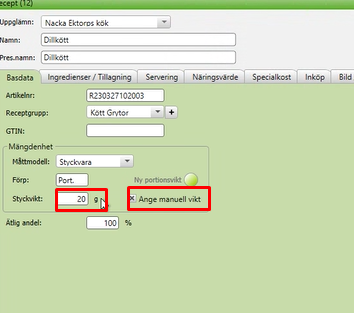 ecept (12)
Uppglämn: Nacka Ektorps kök
Namn: Dillkött
Pres.namn: Dillkött
Basdata Ingredienser / Tillagning Servering Näringsvärde Specialkost Inköp Bild
Artikelnr: R230327102003
Receptgrupp: Kött Grytor
GTIN:
Mängdenhet
Måttmodell: Styckvara
Förp: Port. Ny portionsvikt
Styckvikt: 20 g Ange manuell vikt
Ätlig andel: 100 %